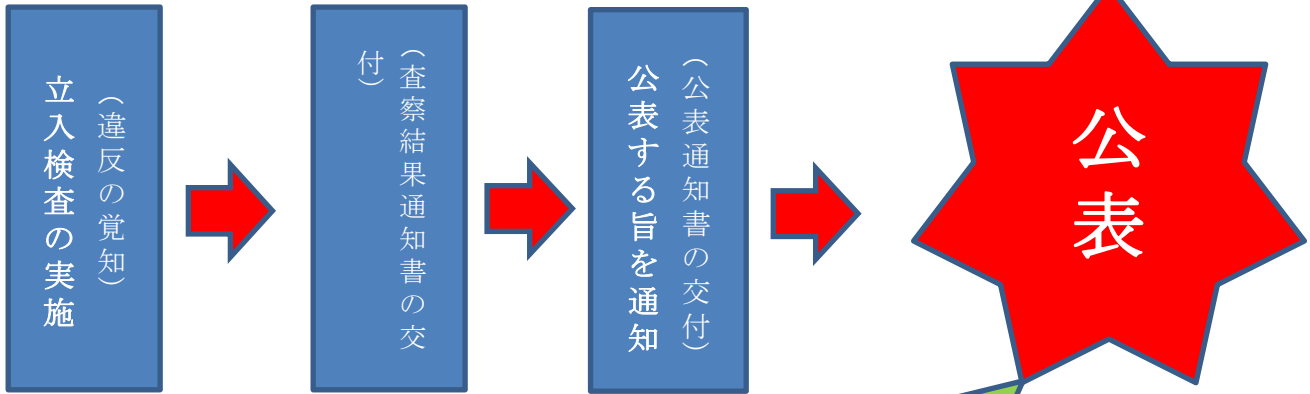 （違反の覚知）
立入検査の実施
（査察結果通知書の交
付）
（公表通知書の交付）
公表する旨を通知
公表